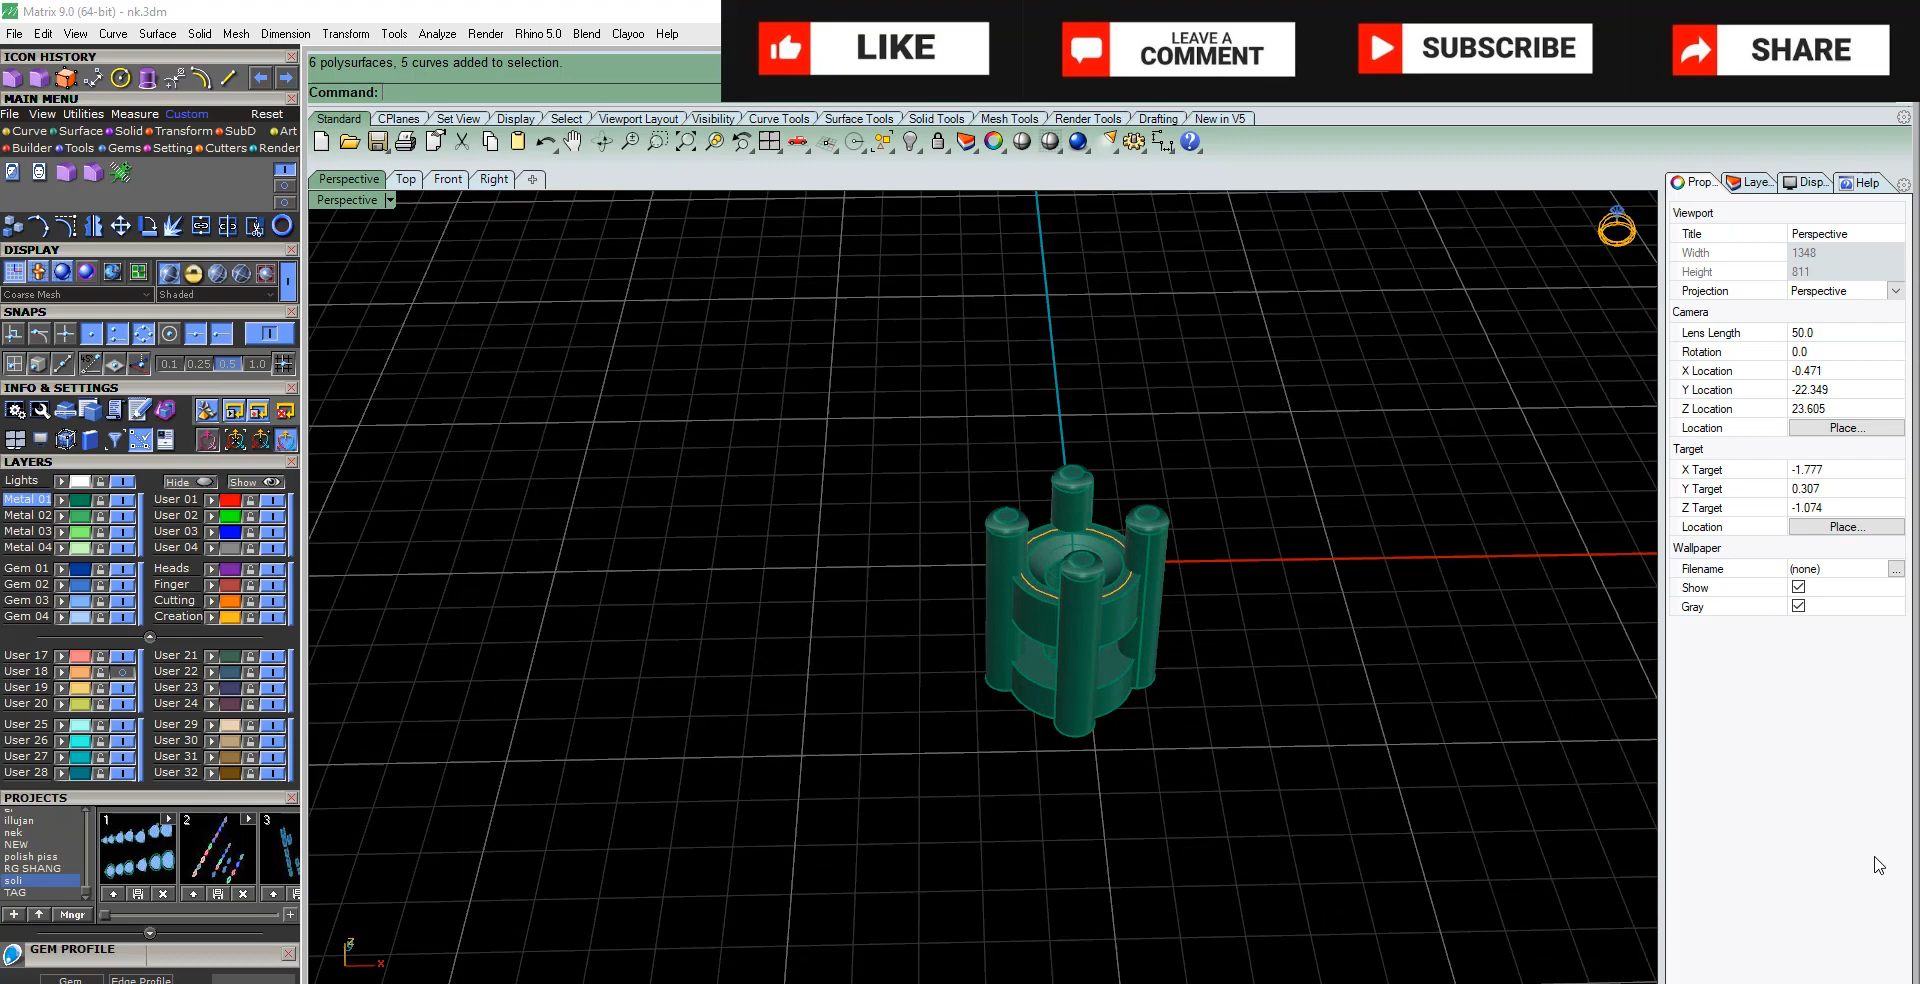 Matrix 9.0 (64-bit) - nk.3dm
File Edit View Curve Surface Solid Mesh Dimension Transform Tools Analyze Render Rhino 5.0 Blend Clayoo Help
LIKE
LEAVE A
COMMENT
SUBSCRIBE
SHARE
ICON HISTORY
6 polysurfaces, 5 curves added to selection.
Command:
MAIN MENU
File View Utilities Measure Custom Reset
Curve Surface Solid Transform SubD Art
Builder Tools Gems Setting Cutters Render
Standard CPlanes Set View Display Select Viewport Layout Visibility Curve Tools Surface Tools Solid Tools Mesh Tools Render Tools Drafting New in V5
Perspective Top Front Right
Perspective
DISPLAY
Coarse Mesh Shaded
SNAPS
0.1 0.25 0.5 1.0
INFO & SETTINGS
LAYERS
Lights Hide Show
Metal 01 User 01
Metal 02 User 02
Metal 03 User 03
Metal 04 User 04
Gem 01 Heads
Gem 02 Finger
Gem 03 Cutting
Gem 04 Creation
User 17 User 21
User 18 User 22
User 19 User 23
User 20 User 24
User 25 User 29
User 26 User 30
User 27 User 31
User 28 User 32
PROJECTS
illujan
nek
NEW
polish piss
RG SHANG
soli
TAG
1 2 3
Mngr
GEM PROFILE
Gem Edge Profile
z
x
Prop... Laye... Disp... Help
Viewport
Title Perspective
Width 1348
Height 811
Projection Perspective
Camera
Lens Length 50.0
Rotation 0.0
X Location -0.471
Y Location -22.349
Z Location 23.605
Location Place...
Target
X Target -1.777
Y Target 0.307
Z Target -1.074
Location Place...
Wallpaper
Filename (none) ...
Show
Gray